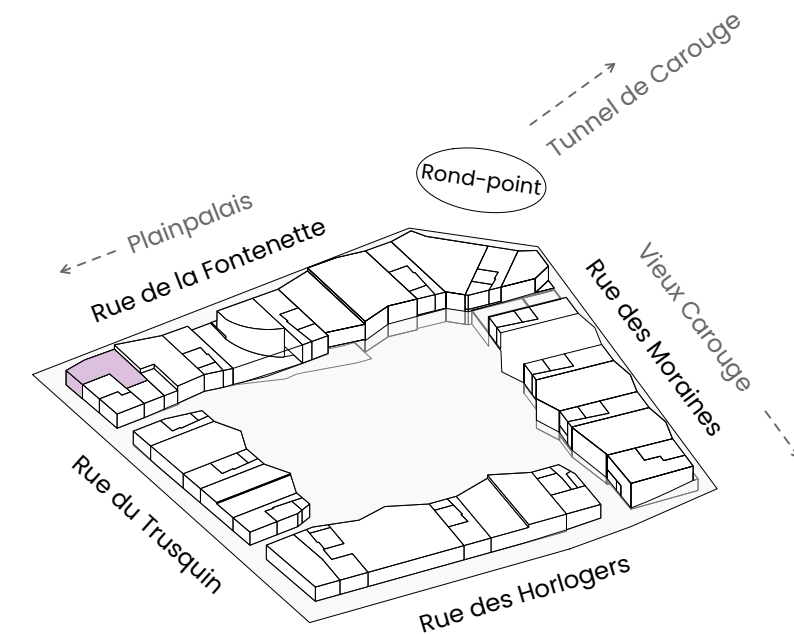 Tunnel de Carouge
Rond-point
Plainpalais
Rue de la Fontenette
Vieux Carouge
Rue des Moraines
Rue du Trusquin
Rue des Horlogers